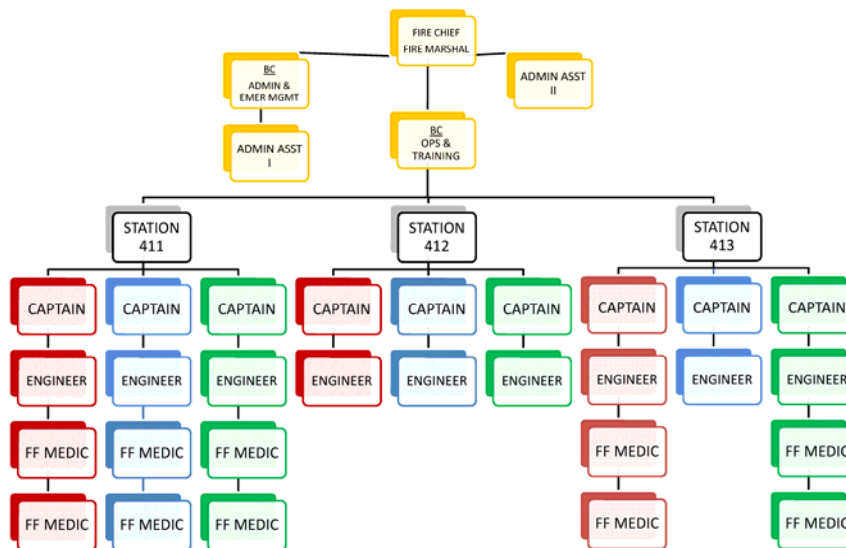 FIRE CHIEF
FIRE MARSHAL
BC
ADMIN &
EMER MGMT
ADMIN ASST
II
ADMIN ASST
I
BC
OPS &
TRAINING
STATION
411
STATION
412
STATION
413
CAPTAIN
CAPTAIN
CAPTAIN
CAPTAIN
CAPTAIN
CAPTAIN
CAPTAIN
CAPTAIN
CAPTAIN
ENGINEER
ENGINEER
ENGINEER
ENGINEER
ENGINEER
ENGINEER
ENGINEER
ENGINEER
ENGINEER
FF MEDIC
FF MEDIC
FF MEDIC
FF MEDIC
FF MEDIC
FF MEDIC
FF MEDIC
FF MEDIC
FF MEDIC
FF MEDIC